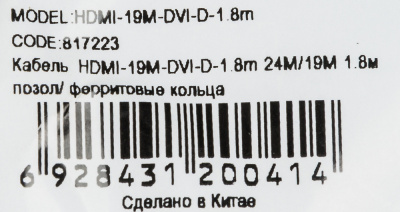 MODEL:HDMI-19M-DVI-D-1.8m
CODE:817223
Кабель HDMI-19M-DVI-D-1.8m 24M/19M 1.8м
позол/ ферритовые кольца
6 928431 200414
Сделано в Китае